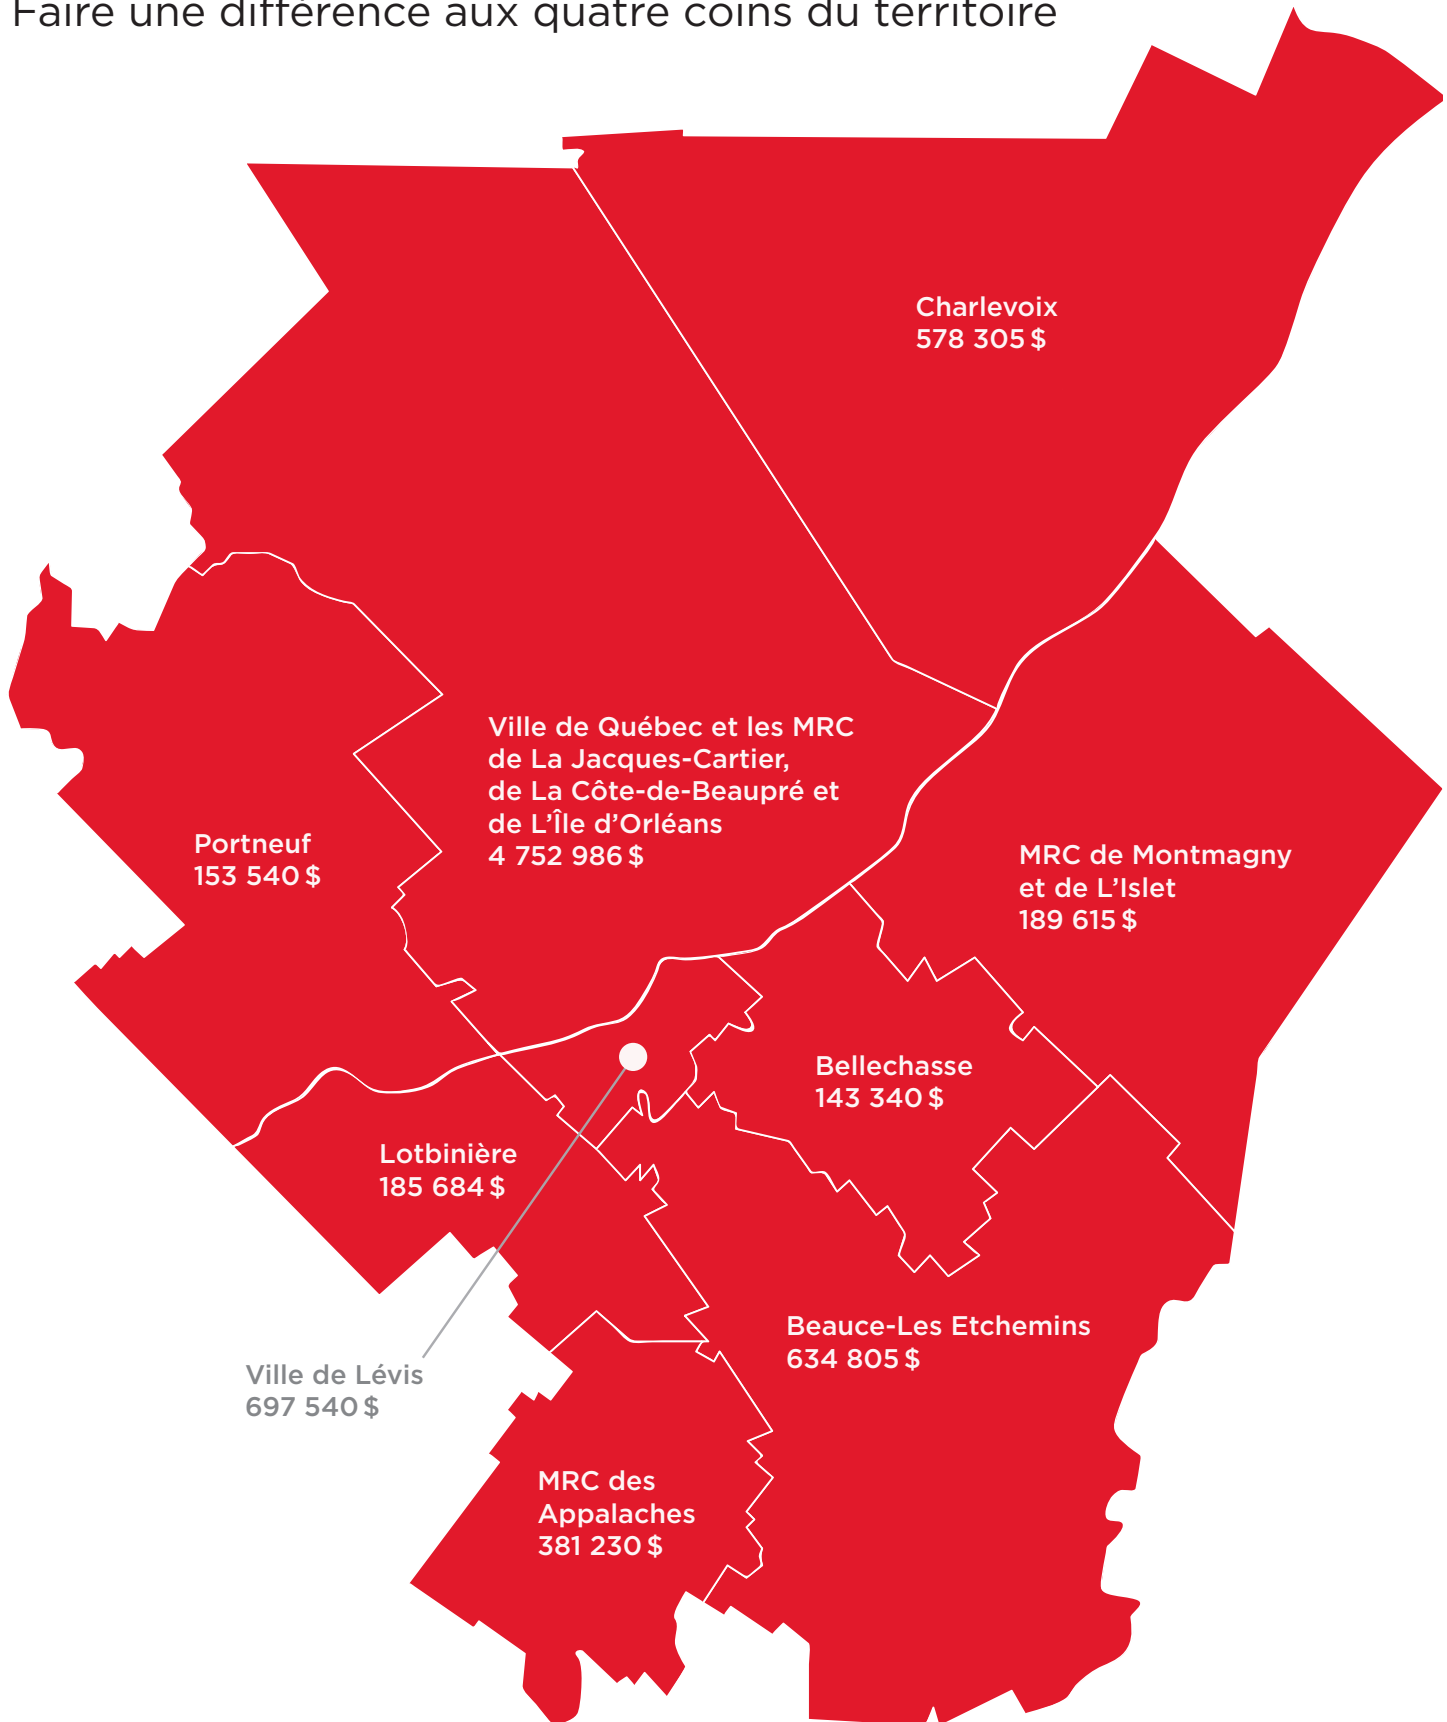 Faire une différence aux quatre coins du territoire
Charlevoix
578 305 $
Ville de Québec et les MRC
de La Jacques-Cartier,
de La Côte-de-Beaupré et
de L’Île d’Orléans
4 752 986 $
Portneuf
153 540 $
MRC de Montmagny
et de L’Islet
189 615 $
Bellechasse
143 340 $
Lotbinière
185 684 $
Beauce-Les Etchemins
634 805 $
Ville de Lévis
697 540 $
MRC des
Appalaches
381 230 $